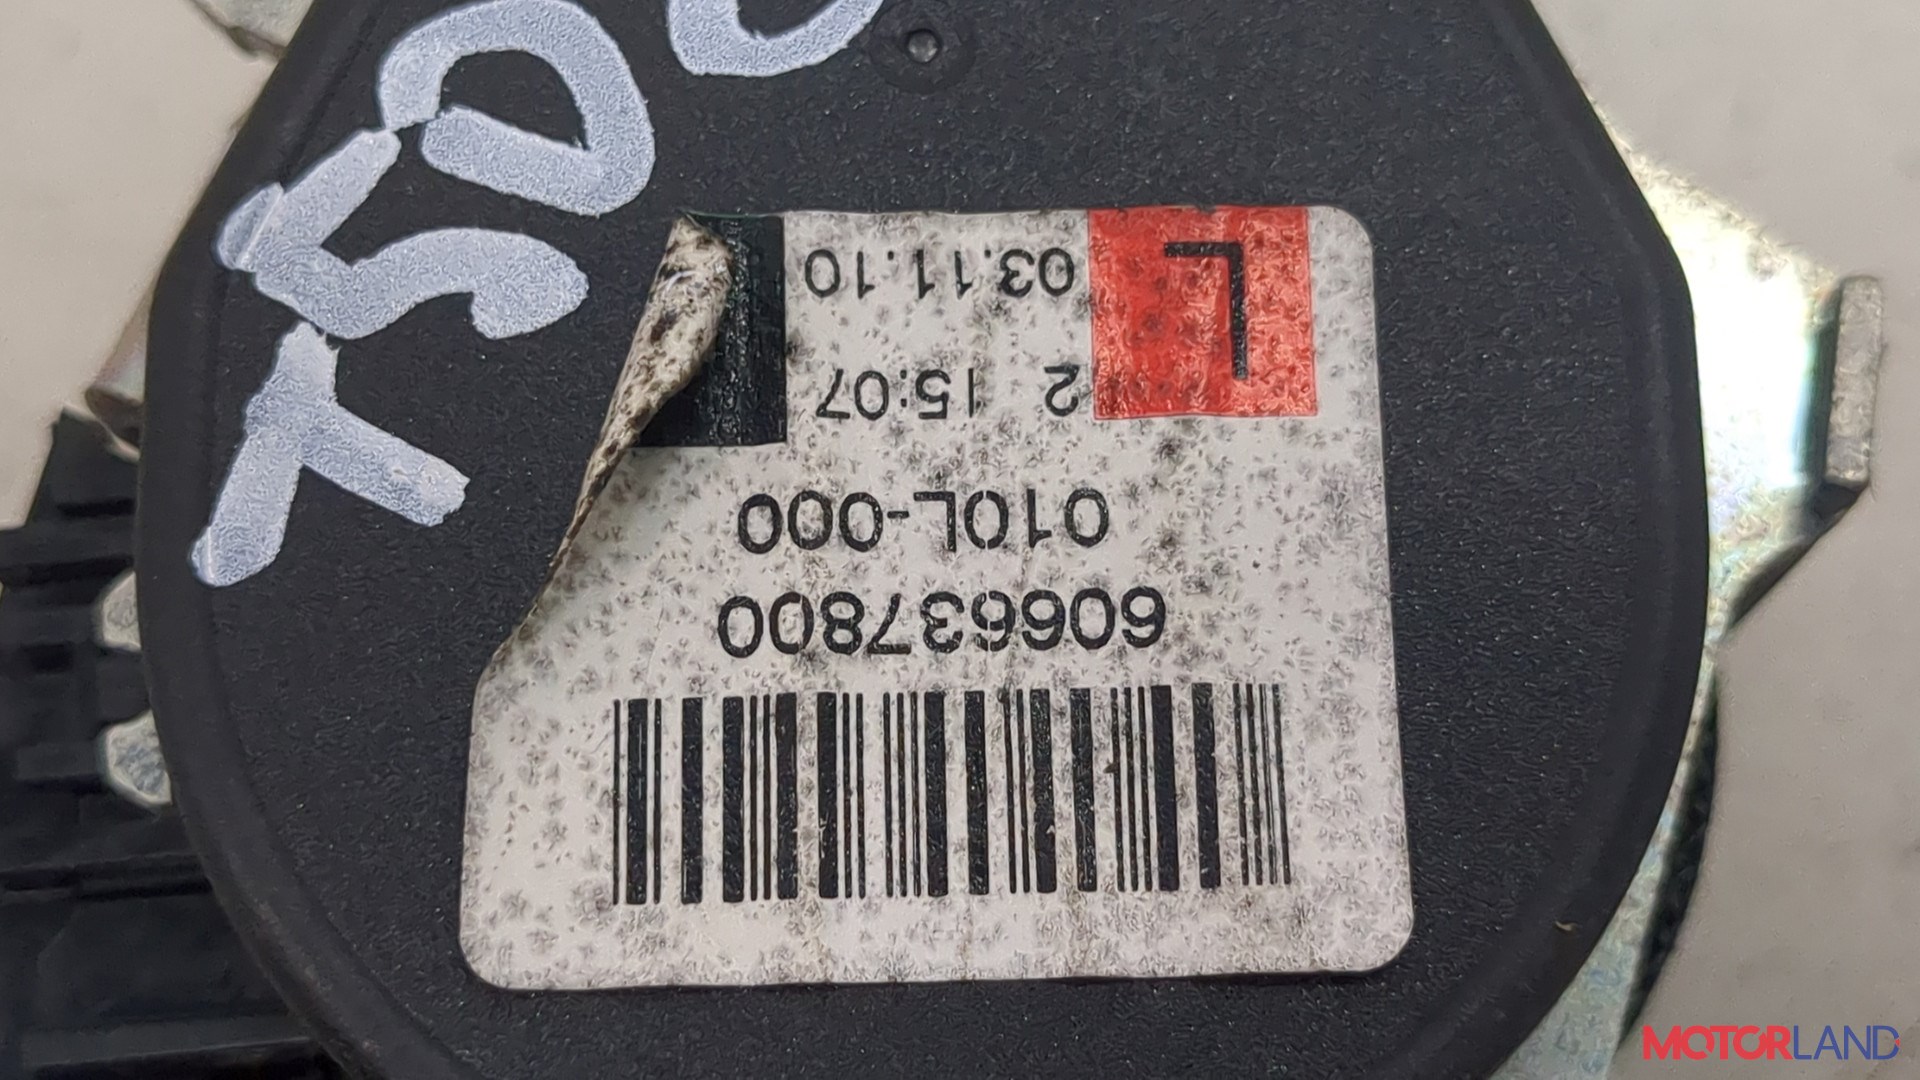 L 03.11.10
2 15:07
010L-000
606637800
MOTORLAND